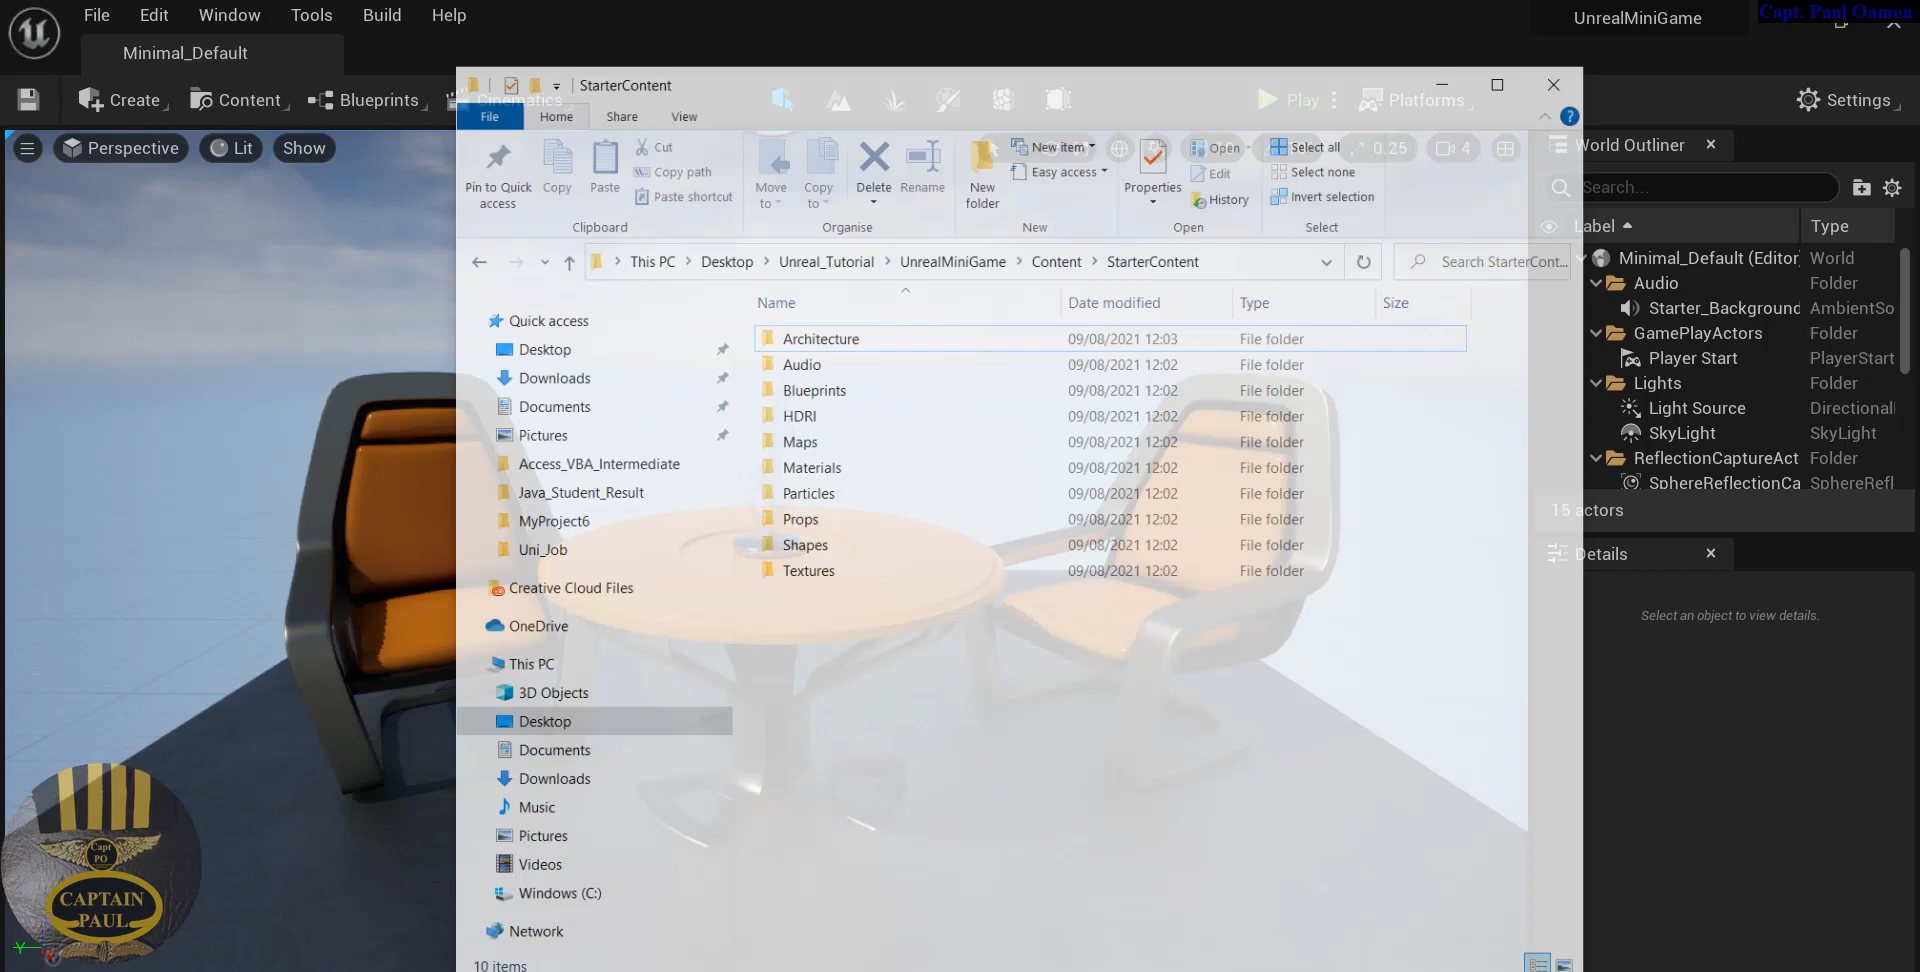 File Edit Window Tools Build Help
UnrealMiniGame
Capt. Paul Oamen
Minimal_Default
Create
Content
Blueprints
Cinematics
Play
Platforms
Settings
Perspective
Lit
Show
0.25
4
StarterContent
File
Home
Share
View
Pin to Quick access
Copy
Paste
Cut
Copy path
Paste shortcut
Clipboard
Move to
Copy to
Delete
Rename
Organise
New folder
New item
Easy access
New
Properties
Open
Edit
History
Open
Select all
Select none
Invert selection
Select
This PC > Desktop > Unreal_Tutorial > UnrealMiniGame > Content > StarterContent
Search StarterCont...
Name Date modified Type Size
Architecture 09/08/2021 12:03 File folder
Audio 09/08/2021 12:02 File folder
Blueprints 09/08/2021 12:02 File folder
HDRI 09/08/2021 12:02 File folder
Maps 09/08/2021 12:02 File folder
Materials 09/08/2021 12:02 File folder
Particles 09/08/2021 12:02 File folder
Props 09/08/2021 12:02 File folder
Shapes 09/08/2021 12:02 File folder
Textures 09/08/2021 12:02 File folder
Quick access
Desktop
Downloads
Documents
Pictures
Access_VBA_Intermediate
Java_Student_Result
MyProject6
Uni_Job
Creative Cloud Files
OneDrive
This PC
3D Objects
Desktop
Documents
Downloads
Music
Pictures
Videos
Windows (C:)
Network
10 items
World Outliner
Search...
Label Type
Minimal_Default (Editor World
Audio Folder
Starter_Background AmbientSo
GamePlayActors Folder
Player Start PlayerStart
Lights Folder
Light Source Directional
SkyLight SkyLight
ReflectionCaptureAct Folder
SphereReflectionCa SphereRefl
15 actors
Details
Select an object to view details.
Capt
PO
CAPTAIN
PAUL
Y
X